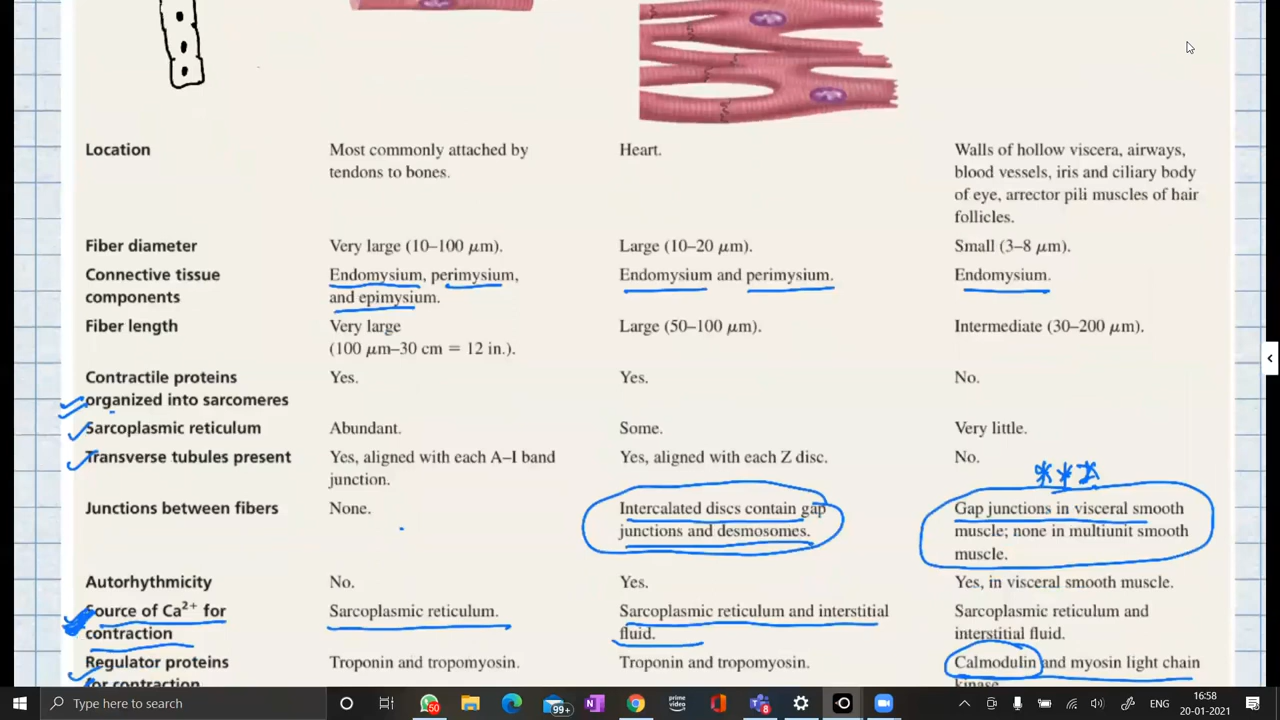 Location Most commonly attached by Heart. Walls of hollow viscera, airways,
tendons to bones. blood vessels, iris and ciliary body
of eye, arrector pili muscles of hair
follicles.
Fiber diameter Very large (10–100 μm). Large (10–20 μm). Small (3–8 μm).
Connective tissue Endomysium, perimysium, Endomysium and perimysium. Endomysium.
components and epimysium.
Fiber length Very large Large (50–100 μm). Intermediate (30–200 μm).
(100 μm–30 cm = 12 in.).
Contractile proteins Yes. Yes. No.
organized into sarcomeres
Sarcoplasmic reticulum Abundant. Some. Very little.
Transverse tubules present Yes, aligned with each A–I band Yes, aligned with each Z disc. No.
junction.
Junctions between fibers None. Intercalated discs contain gap Gap junctions in visceral smooth
junctions and desmosomes. muscle; none in multiunit smooth
muscle.
Autorhythmicity No. Yes. Yes, in visceral smooth muscle.
Source of Ca²⁺ for Sarcoplasmic reticulum. Sarcoplasmic reticulum and interstitial Sarcoplasmic reticulum and
contraction fluid. interstitial fluid.
Regulator proteins Troponin and tropomyosin. Troponin and tropomyosin. Calmodulin and myosin light chain
for contraction kinase
Type here to search 50 99+ prime video 8 ENG 16:58
20-01-2021